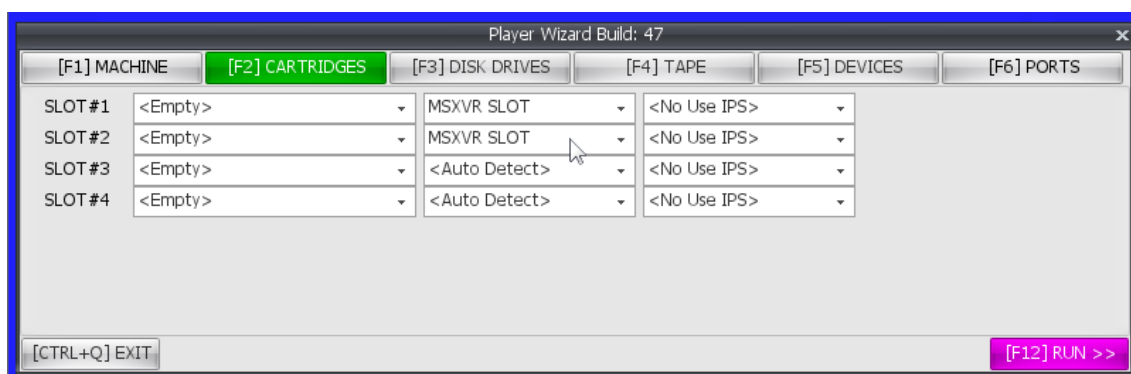 Player Wizard Build: 47 x
[F1] MACHINE [F2] CARTRIDGES [F3] DISK DRIVES [F4] TAPE [F5] DEVICES [F6] PORTS
SLOT#1 <Empty> MSXVR SLOT <No Use IPS>
SLOT#2 <Empty> MSXVR SLOT <No Use IPS>
SLOT#3 <Empty> <Auto Detect> <No Use IPS>
SLOT#4 <Empty> <Auto Detect> <No Use IPS>
[CTRL+Q] EXIT [F12] RUN >>